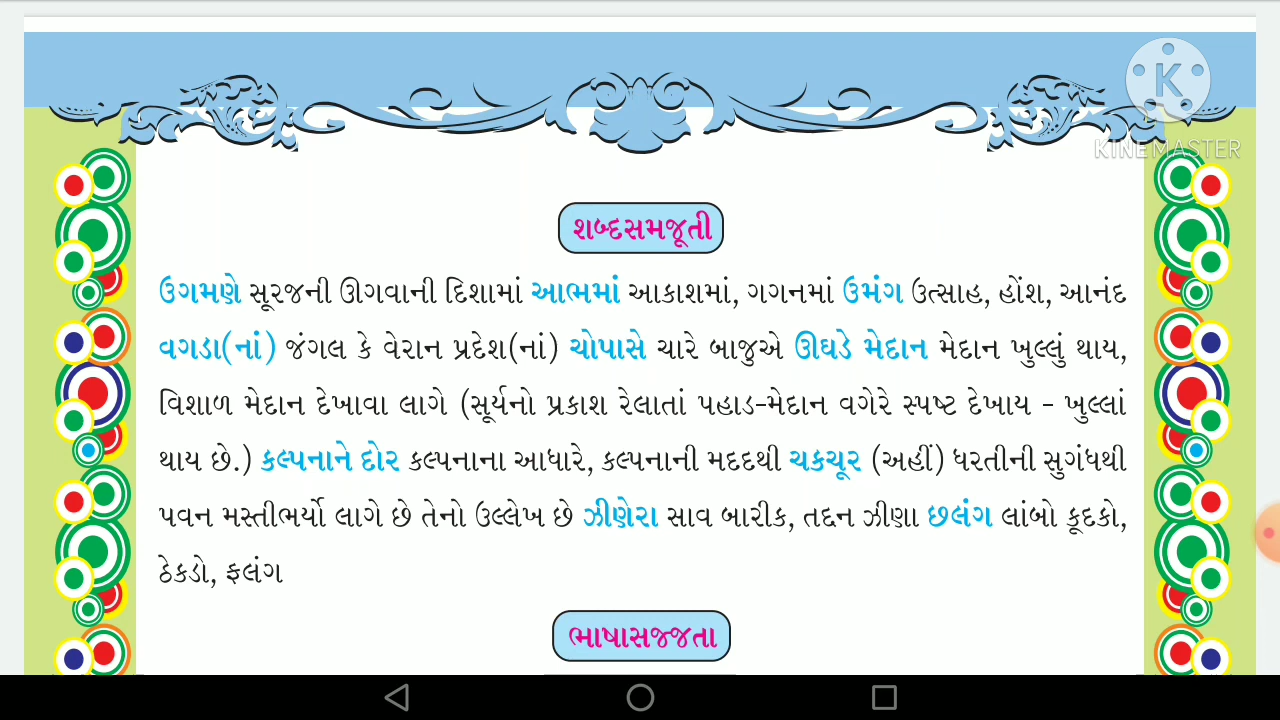 KINEMASTER
શબ્દસમજૂતી
ઉગમણે સૂરજની ઊગવાની દિશામાં આભમાં આકાશમાં, ગગનમાં ઉમંગ ઉત્સાહ, હોંશ, આનંદ
વગડા(નાં) જંગલ કે વેરાન પ્રદેશ(નાં) ચોપાસે ચારે બાજુએ ઊઘડે મેદાન મેદાન ખુલ્લું થાય,
વિશાળ મેદાન દેખાવા લાગે (સૂર્યનો પ્રકાશ રેલાતાં પહાડ-મેદાન વગેરે સ્પષ્ટ દેખાય - ખુલ્લાં
થાય છે.) કલ્પનાને દોર કલ્પનાના આધારે, કલ્પનાની મદદથી ચકચૂર (અહીં) ધરતીની સુગંધથી
પવન મસ્તીભર્યો લાગે છે તેનો ઉલ્લેખ છે ઝીણેરા સાવ બારીક, તદ્દન ઝીણા છલંગ લાંબો કૂદકો,
ઠેકડો, ફલંગ
ભાષાસજ્જતા